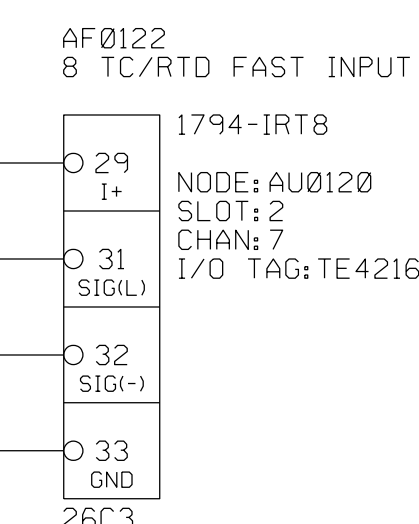 AF0122
8 TC/RTD FAST INPUT
1794-IRT8
29
I+
NODE:AU0120
SLOT:2
CHAN:7
I/O TAG:TE4216
31
SIG(L)
32
SIG(-)
33
GND
26C3